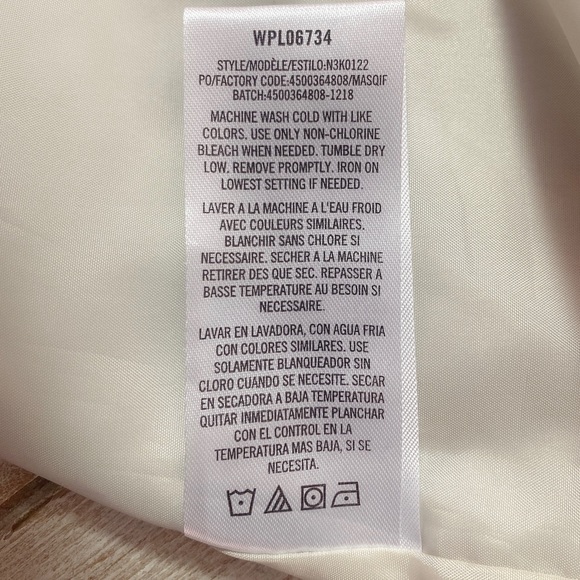 WPL06734
STYLE/MODÈLE/ESTILO:N3K0122
PO/FACTORY CODE:4500364808/MASQIF
BATCH:4500364808-1218
MACHINE WASH COLD WITH LIKE
COLORS. USE ONLY NON-CHLORINE
BLEACH WHEN NEEDED. TUMBLE DRY
LOW. REMOVE PROMPTLY. IRON ON
LOWEST SETTING IF NEEDED.
LAVER A LA MACHINE A L'EAU FROID
AVEC COULEURS SIMILAIRES.
BLANCHIR SANS CHLORE SI
NECESSAIRE. SECHER A LA MACHINE
RETIRER DES QUE SEC. REPASSER A
BASSE TEMPERATURE AU BESOIN SI
NECESSAIRE.
LAVAR EN LAVADORA, CON AGUA FRIA
CON COLORES SIMILARES. USE
SOLAMENTE BLANQUEADOR SIN
CLORO CUANDO SE NECESITE. SECAR
EN SECADORA A BAJA TEMPERATURA
QUITAR INMEDIATAMENTE PLANCHAR
CON EL CONTROL EN LA
TEMPERATURA MAS BAJA, SI SE
NECESITA.